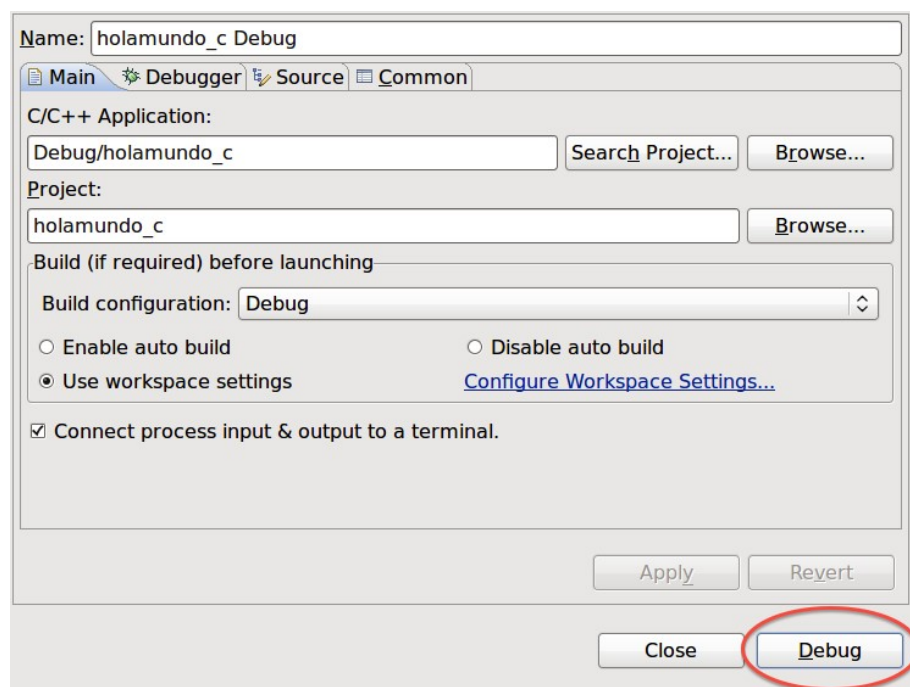 Name: holamundo_c Debug
Main Debugger Source Common
C/C++ Application:
Debug/holamundo_c Search Project... Browse...
Project:
holamundo_c Browse...
Build (if required) before launching
Build configuration: Debug
Enable auto build Disable auto build
Use workspace settings Configure Workspace Settings...
Connect process input & output to a terminal.
Apply Revert
Close Debug